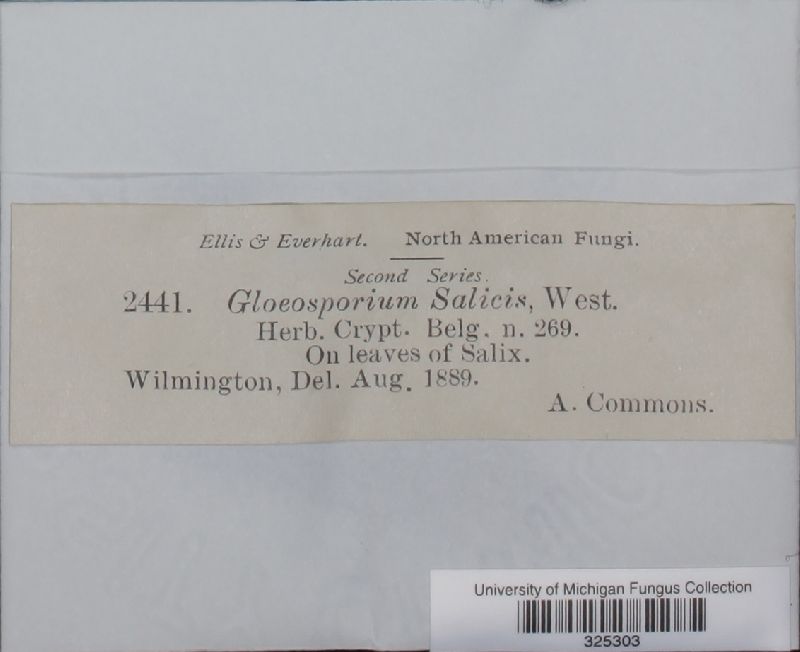 Ellis & Everhart. North American Fungi.
Second Series.
2441. Gloeosporium Salicis, West.
Herb. Crypt. Belg. n. 269.
On leaves of Salix.
Wilmington, Del. Aug. 1889.
A. Commons.
University of Michigan Fungus Collection
325303